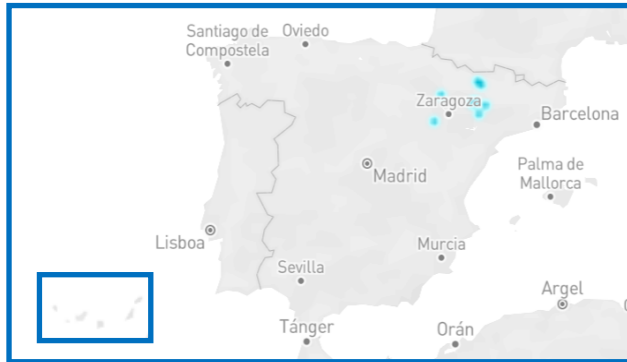 Santiago de
Compostela
Oviedo
Zaragoza
Barcelona
Madrid
Palma de
Mallorca
Lisboa
Murcia
Sevilla
Argel
Tánger
Orán